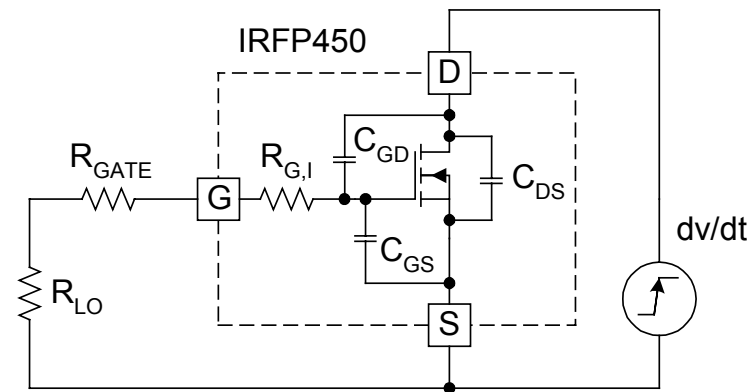 IRFP450
D
R_GATE
R_G,I
C_GD
G
C_DS
dv/dt
C_GS
R_LO
S